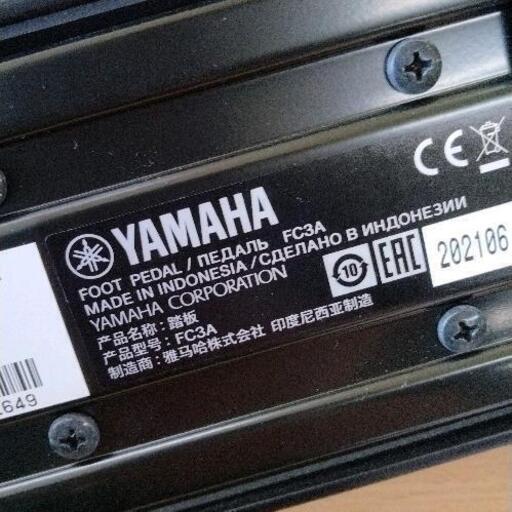 YAMAHA
FOOT PEDAL / ПЕДАЛЬ FC3A
MADE IN INDONESIA / СДЕЛАНО В ИНДОНЕЗИИ
YAMAHA CORPORATION
产品名称：踏板
产品型号：FC3A
制造商：雅马哈株式会社 印度尼西亚制造
10
EAC
202106
CE
649